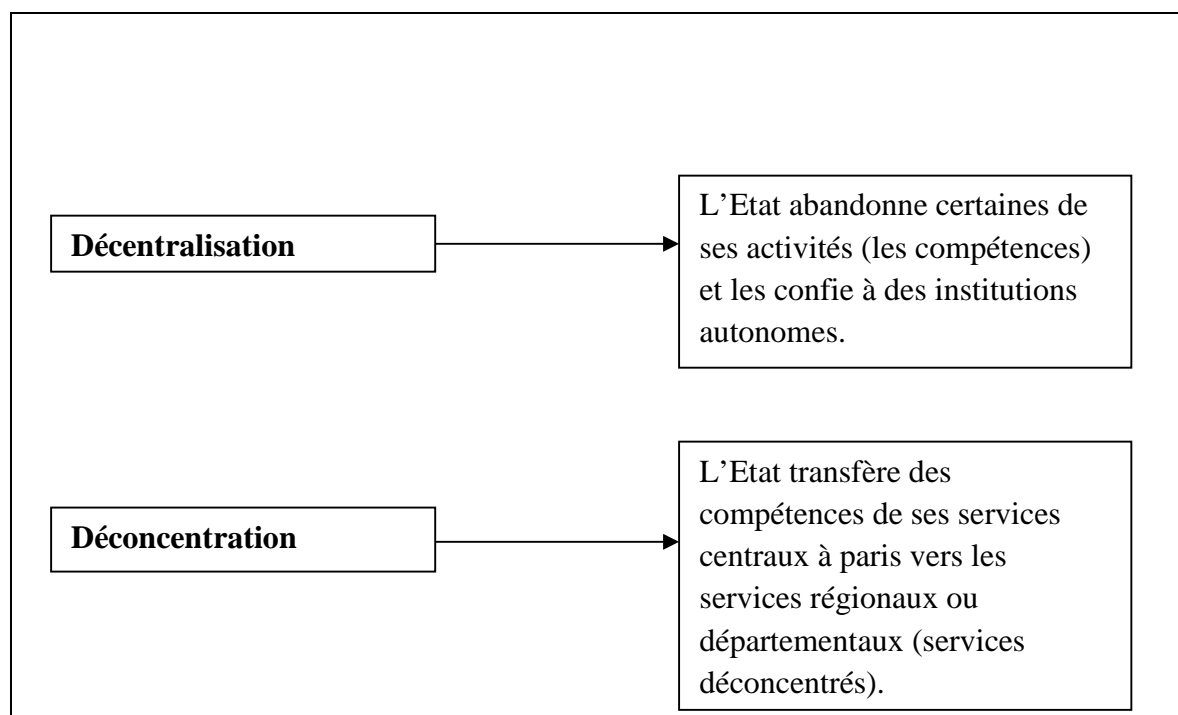 Décentralisation
L’Etat abandonne certaines de
ses activités (les compétences)
et les confie à des institutions
autonomes.
Déconcentration
L’Etat transfère des
compétences de ses services
centraux à paris vers les
services régionaux ou
départementaux (services
déconcentrés).